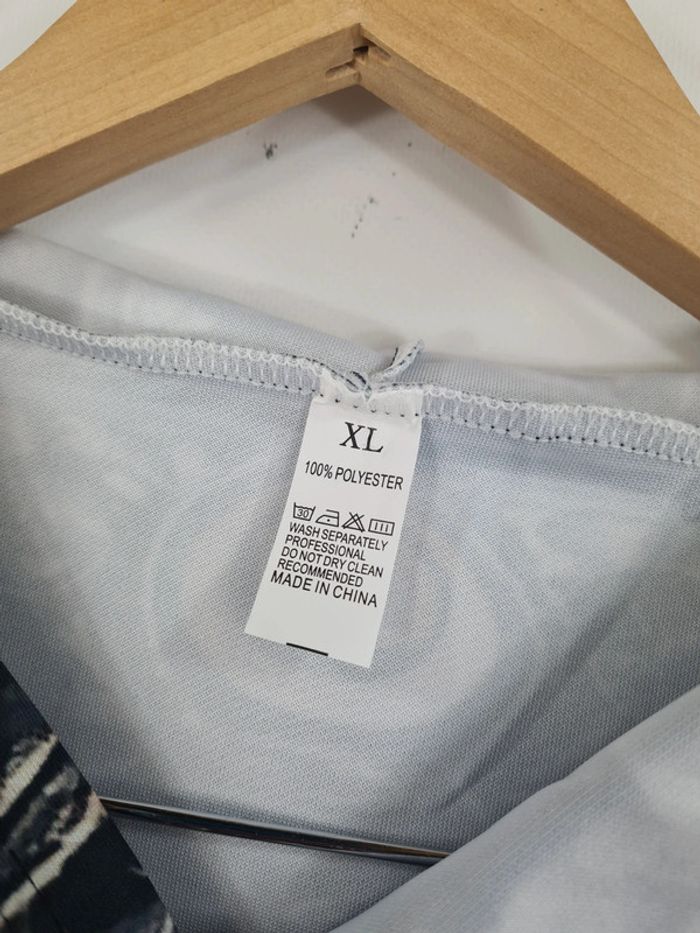 XL
100% POLYESTER
30
WASH SEPARATELY
PROFESSIONAL
DO NOT DRY CLEAN
RECOMMENDED
MADE IN CHINA